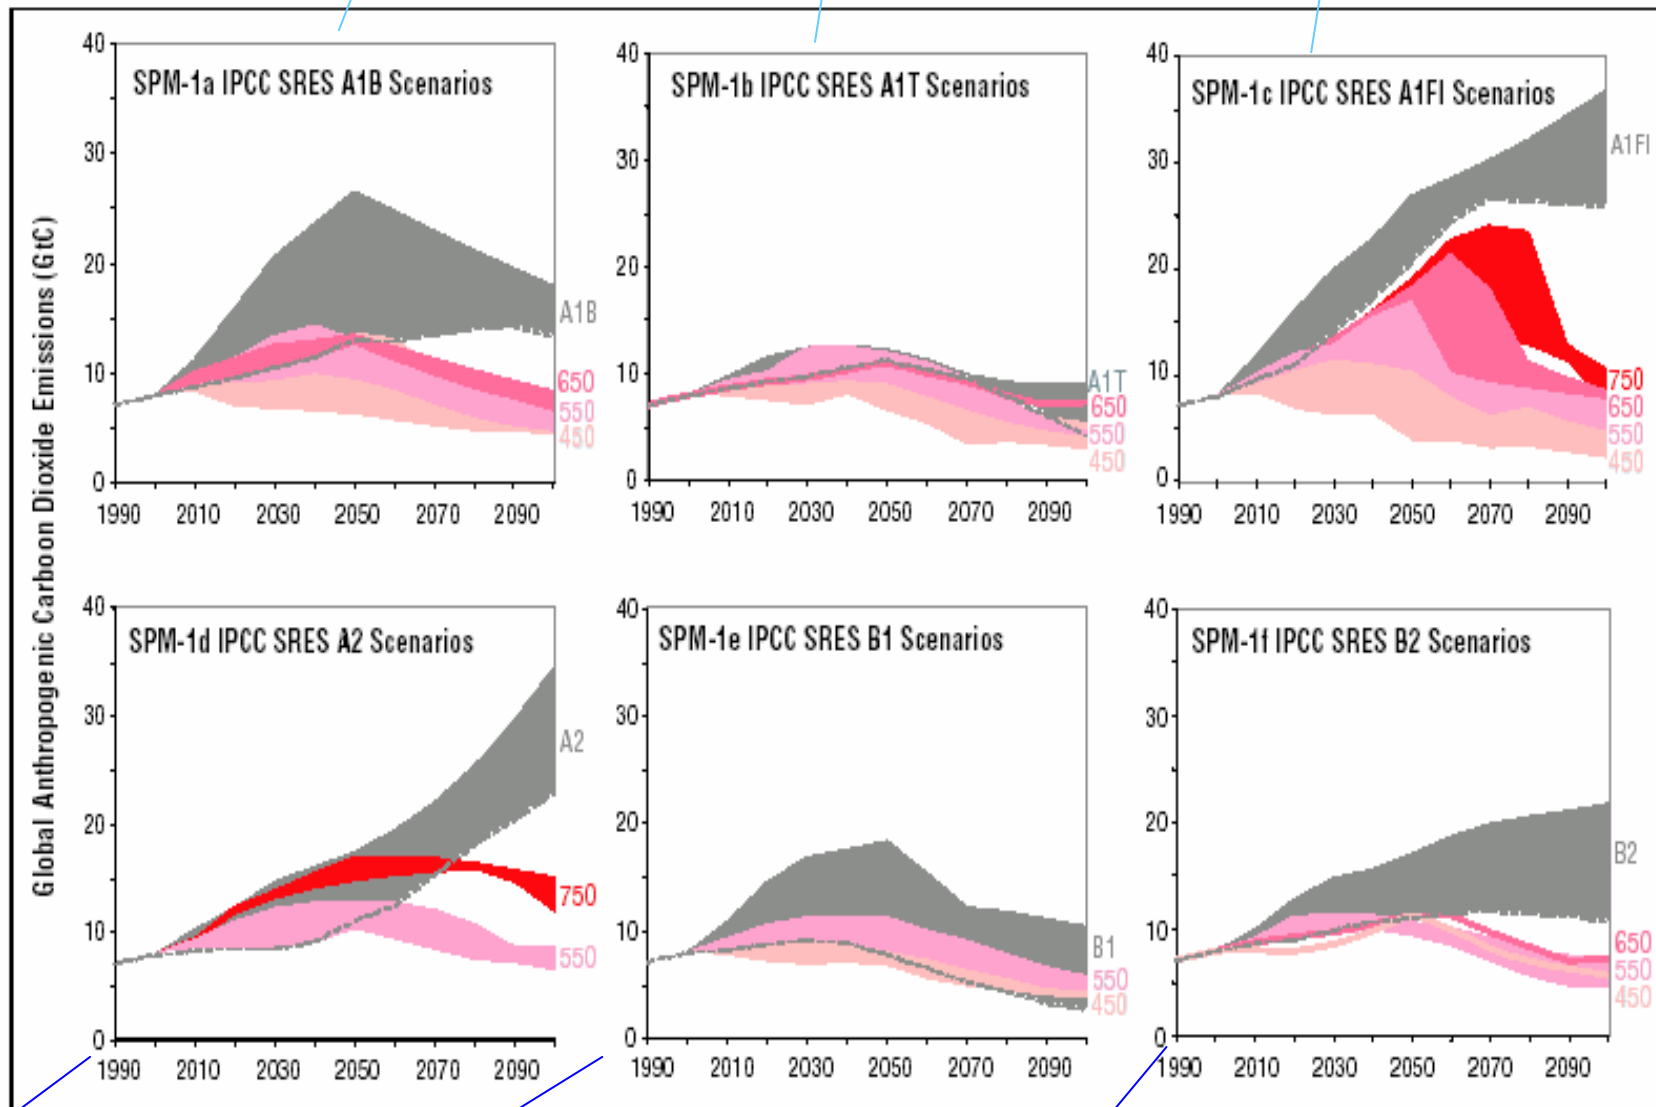 Global Anthropogenic Carboon Dioxide Emissions (GtC)
SPM-1a IPCC SRES A1B Scenarios
40
30
20
10
0
A1B
650
550
450
1990 2010 2030 2050 2070 2090
SPM-1b IPCC SRES A1T Scenarios
40
30
20
10
0
A1T
650
550
450
1990 2010 2030 2050 2070 2090
SPM-1c IPCC SRES A1FI Scenarios
40
30
20
10
0
A1FI
750
650
550
450
1990 2010 2030 2050 2070 2090
SPM-1d IPCC SRES A2 Scenarios
40
30
20
10
0
A2
750
550
1990 2010 2030 2050 2070 2090
SPM-1e IPCC SRES B1 Scenarios
40
30
20
10
0
B1
550
450
1990 2010 2030 2050 2070 2090
SPM-1f IPCC SRES B2 Scenarios
40
30
20
10
0
B2
650
550
450
1990 2010 2030 2050 2070 2090